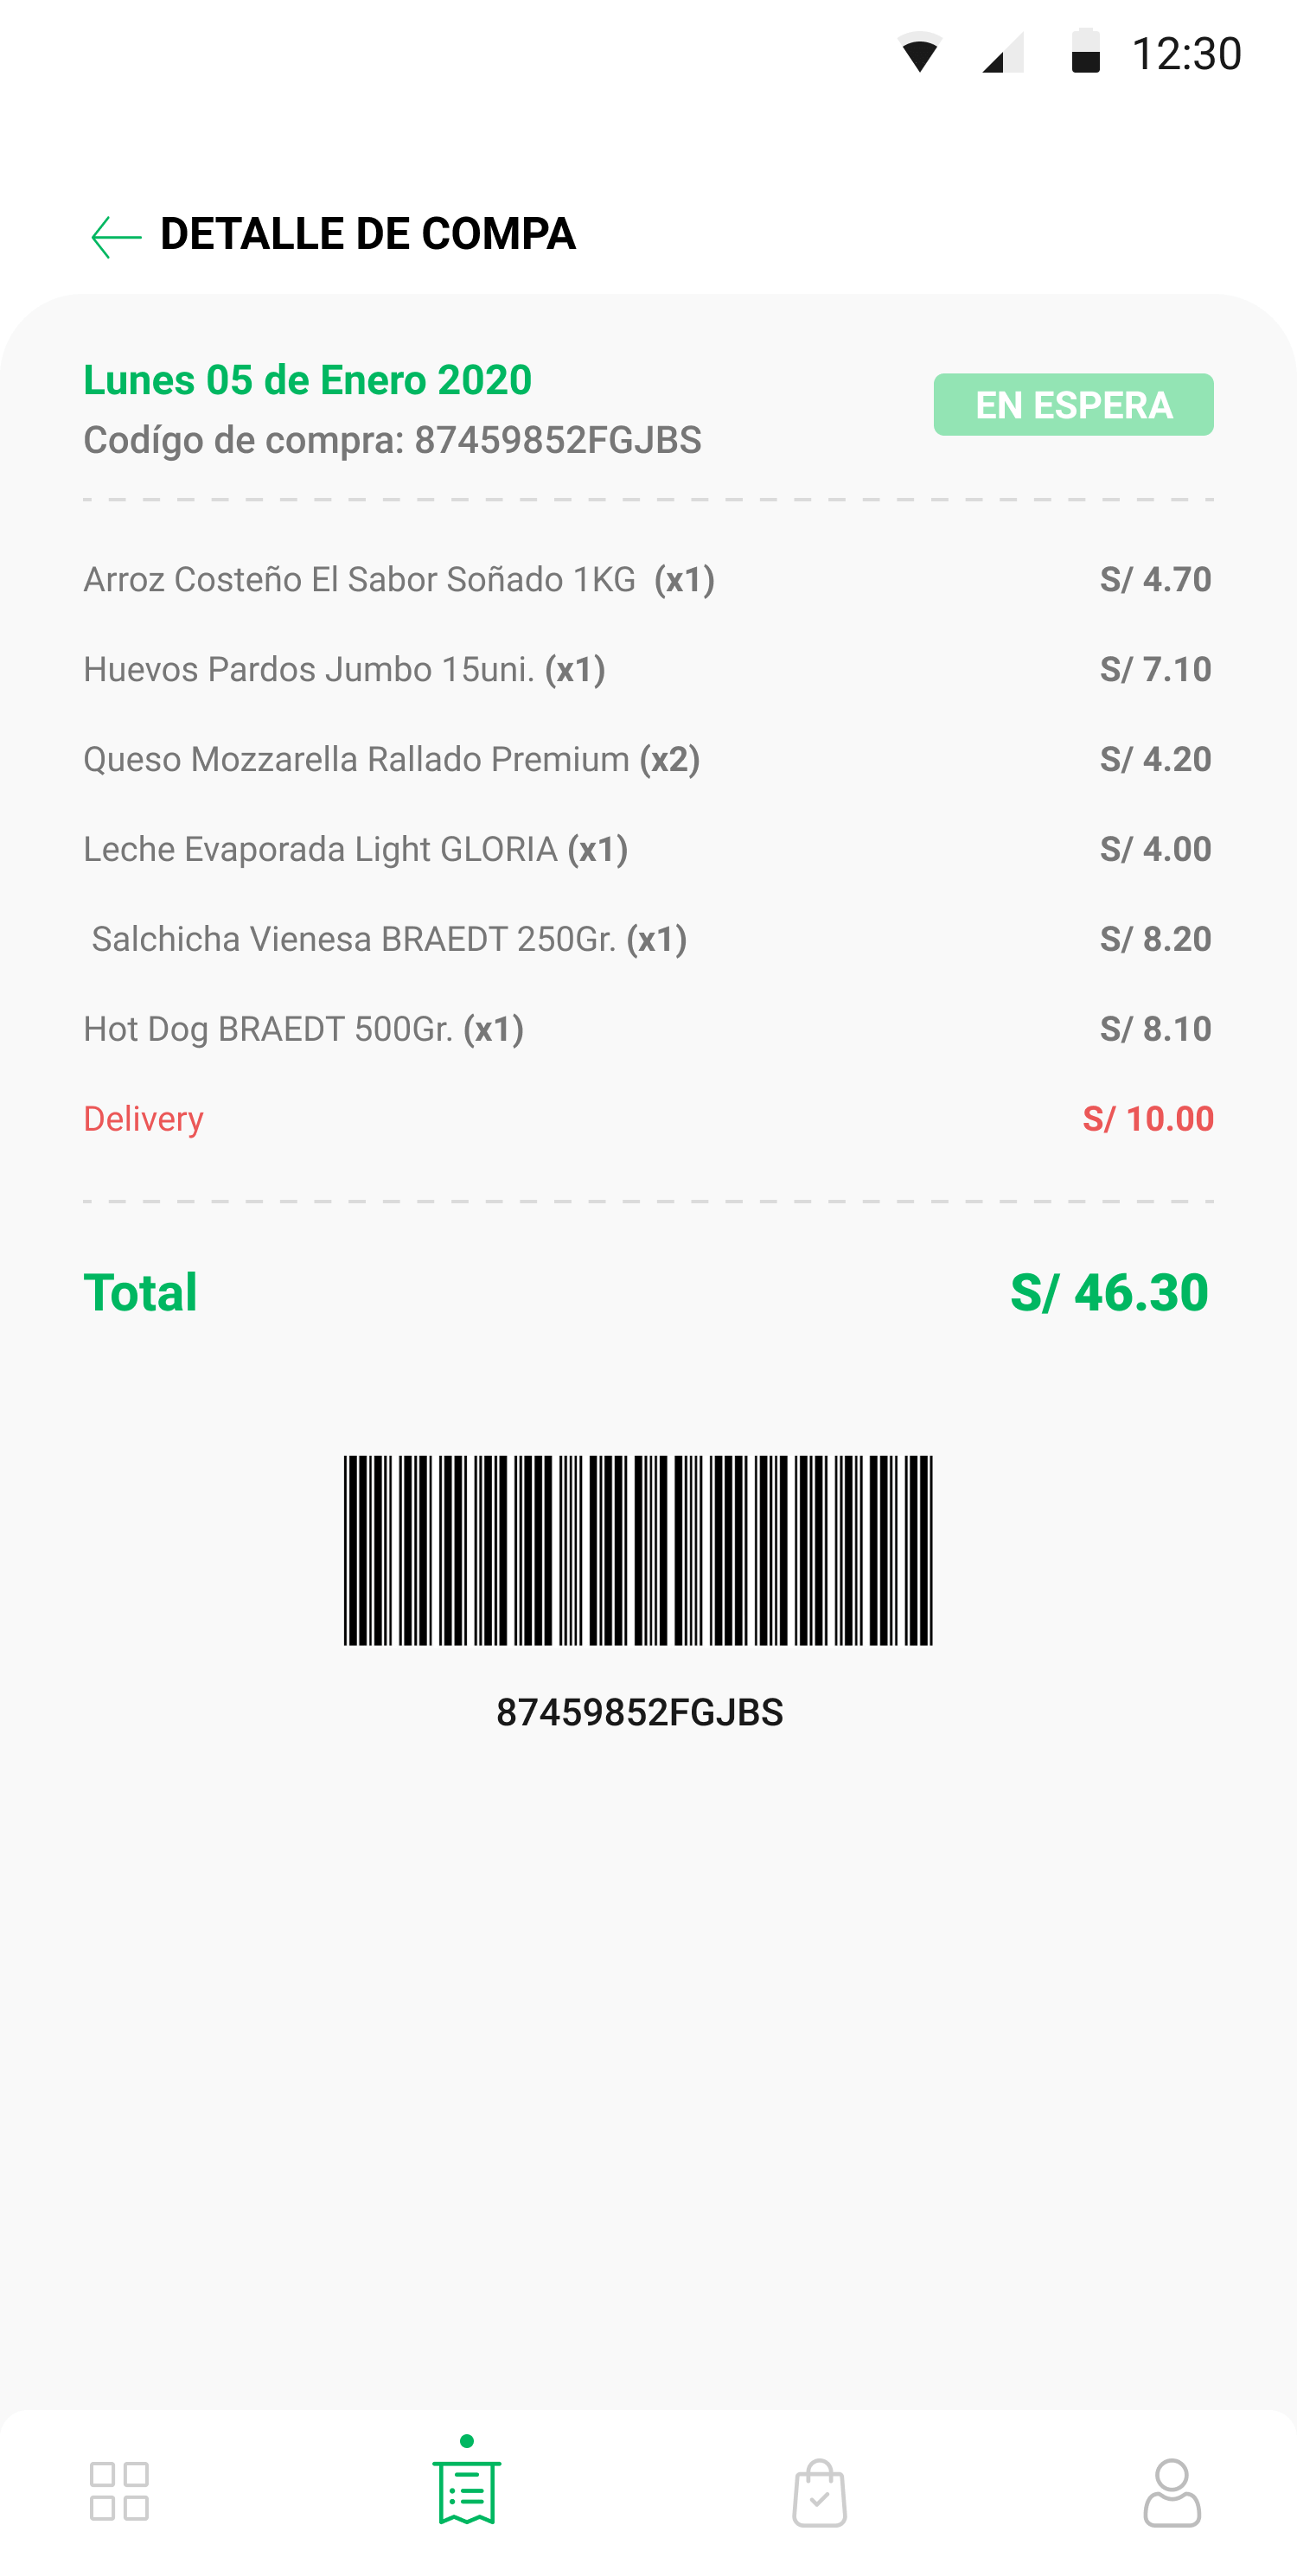 12:30
DETALLE DE COMPA
Lunes 05 de Enero 2020
EN ESPERA
Codígo de compra: 87459852FGJBS
Arroz Costeño El Sabor Soñado 1KG (x1) S/ 4.70
Huevos Pardos Jumbo 15uni. (x1) S/ 7.10
Queso Mozzarella Rallado Premium (x2) S/ 4.20
Leche Evaporada Light GLORIA (x1) S/ 4.00
Salchicha Vienesa BRAEDT 250Gr. (x1) S/ 8.20
Hot Dog BRAEDT 500Gr. (x1) S/ 8.10
Delivery S/ 10.00
Total S/ 46.30
87459852FGJBS